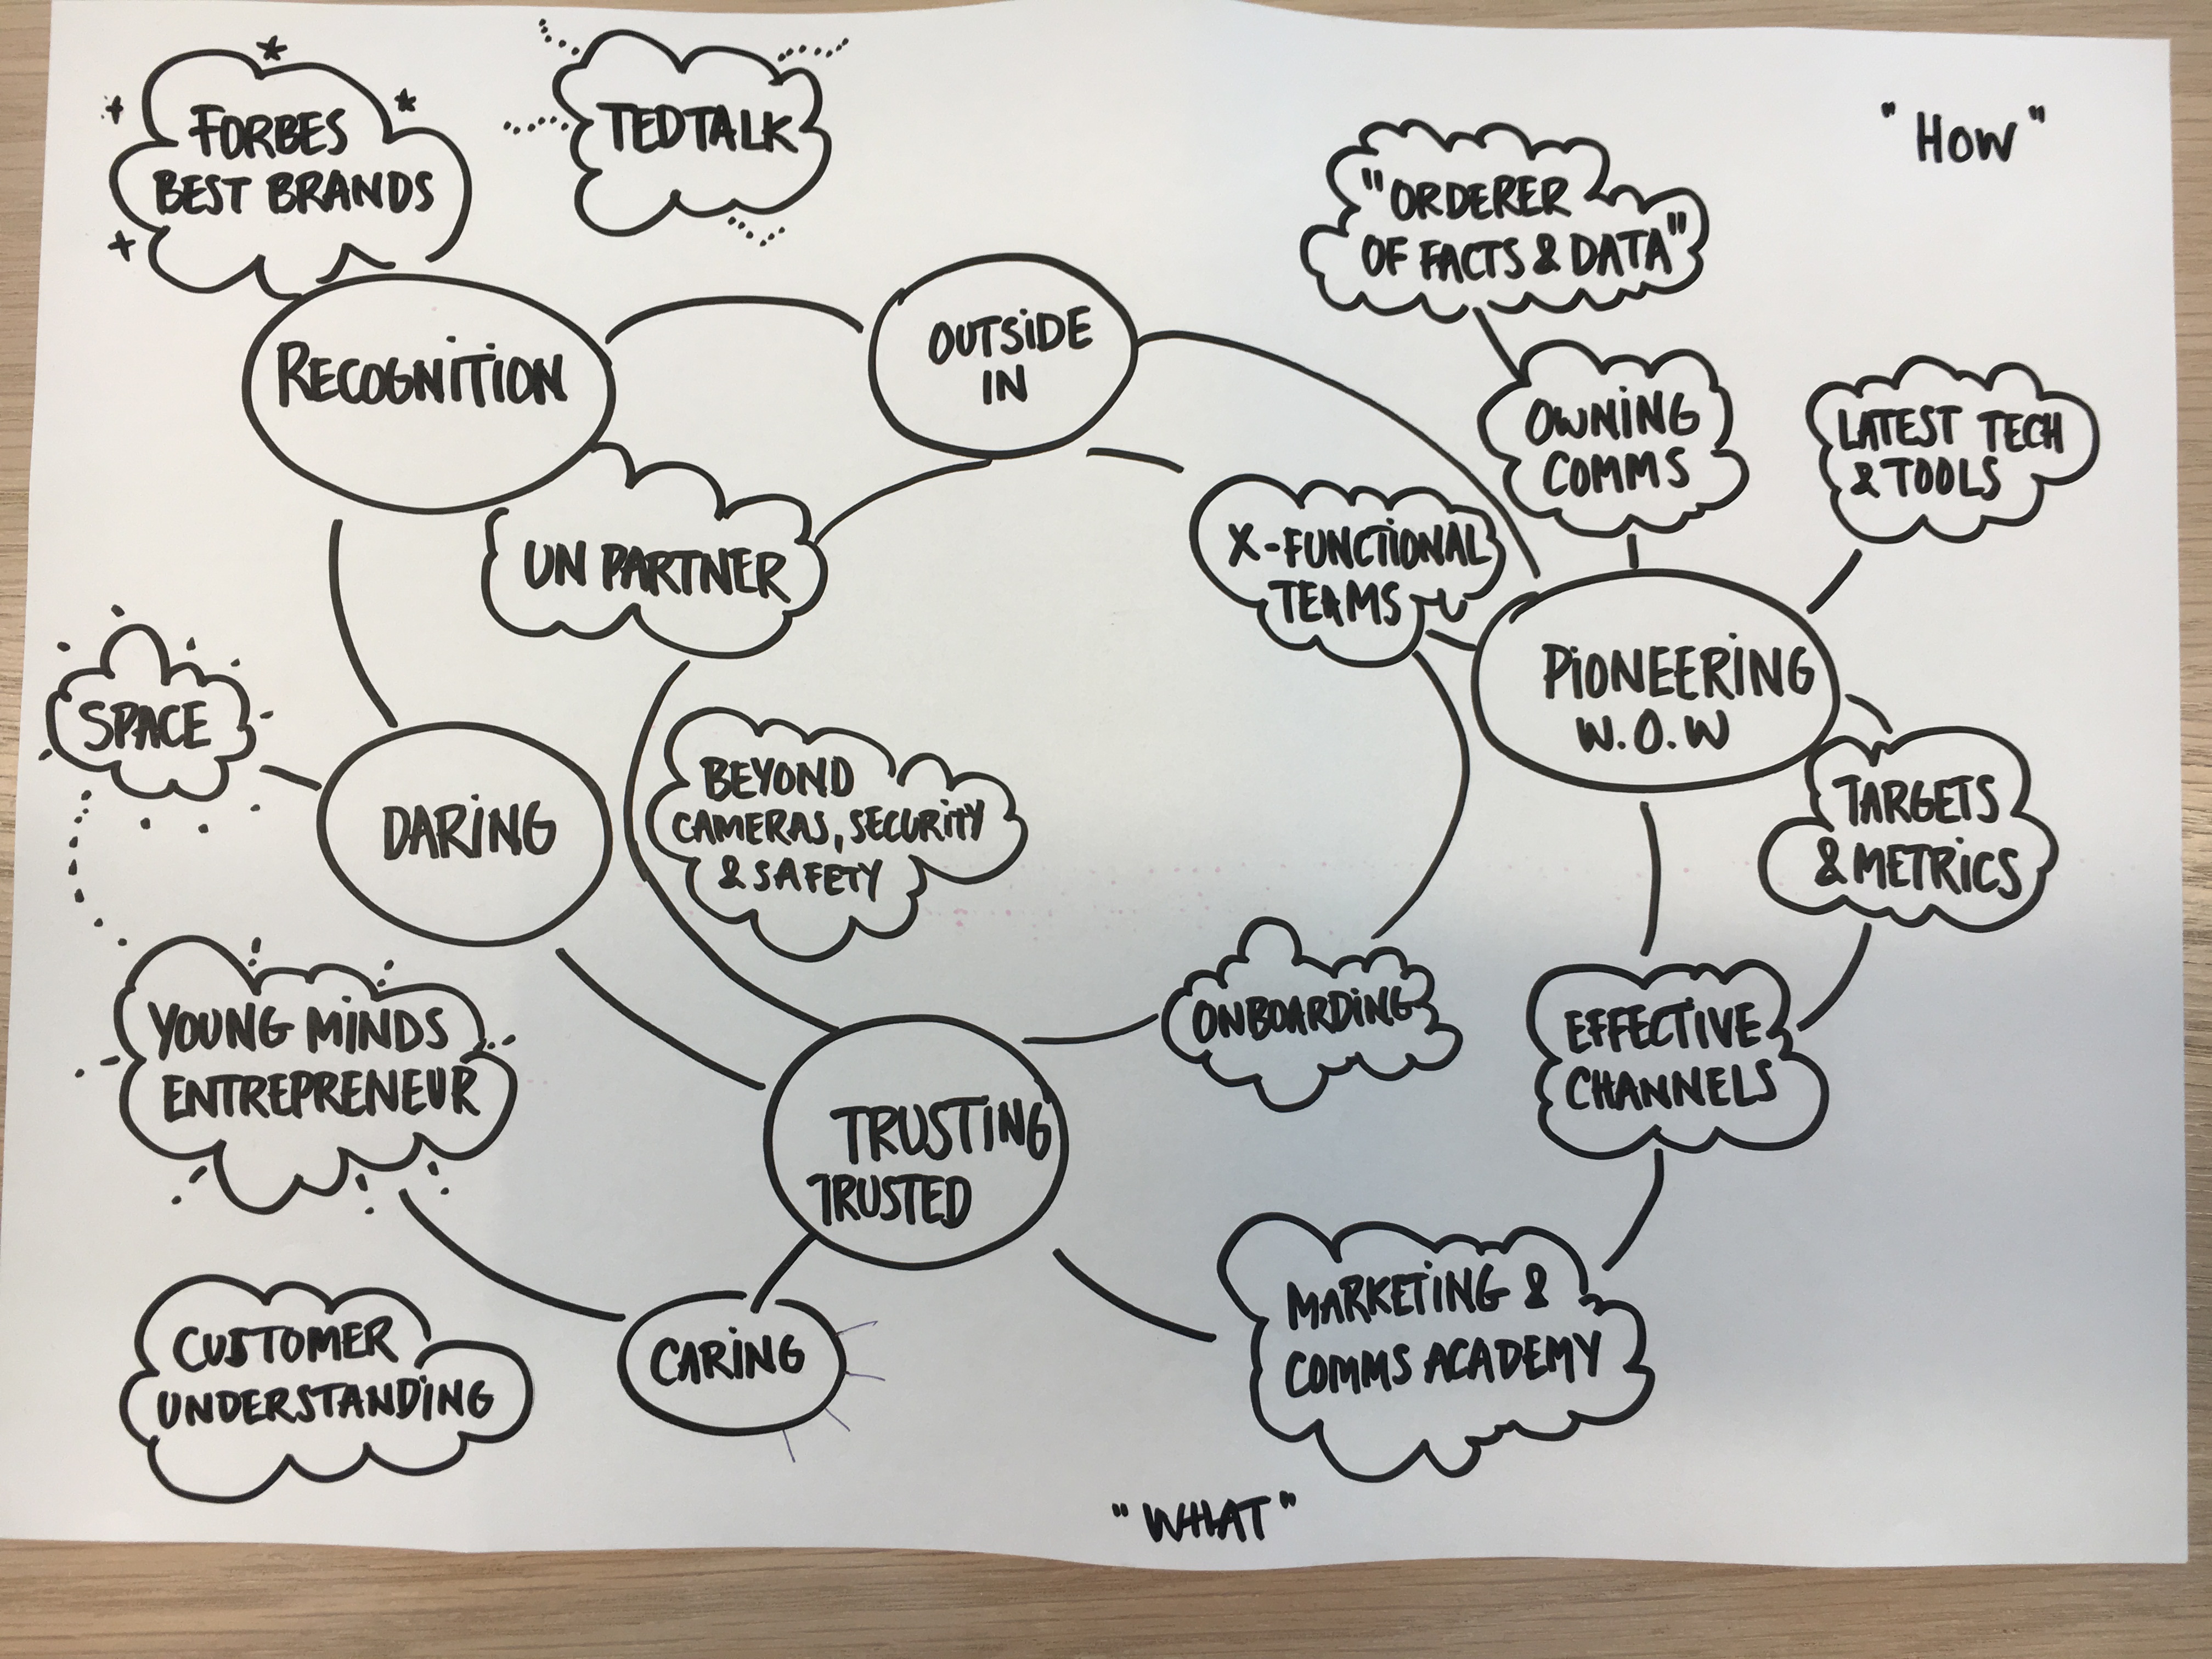 FORBES
BEST BRANDS
TEDTALK
"HOW"
"ORDERER
OF FACTS & DATA"
RECOGNITION
OUTSIDE
IN
OWNING
COMMS
LATEST TECH
& TOOLS
UN PARTNER
X-FUNCTIONAL
TEAMS
PIONEERING
W.O.W
SPACE
DARING
BEYOND
CAMERAS, SECURITY
& SAFETY
TARGETS
& METRICS
YOUNG MINDS
ENTREPRENEUR
ONBOARDING
EFFECTIVE
CHANNELS
TRUSTING
TRUSTED
CUSTOMER
UNDERSTANDING
CARING
MARKETING &
COMMS ACADEMY
"WHAT"